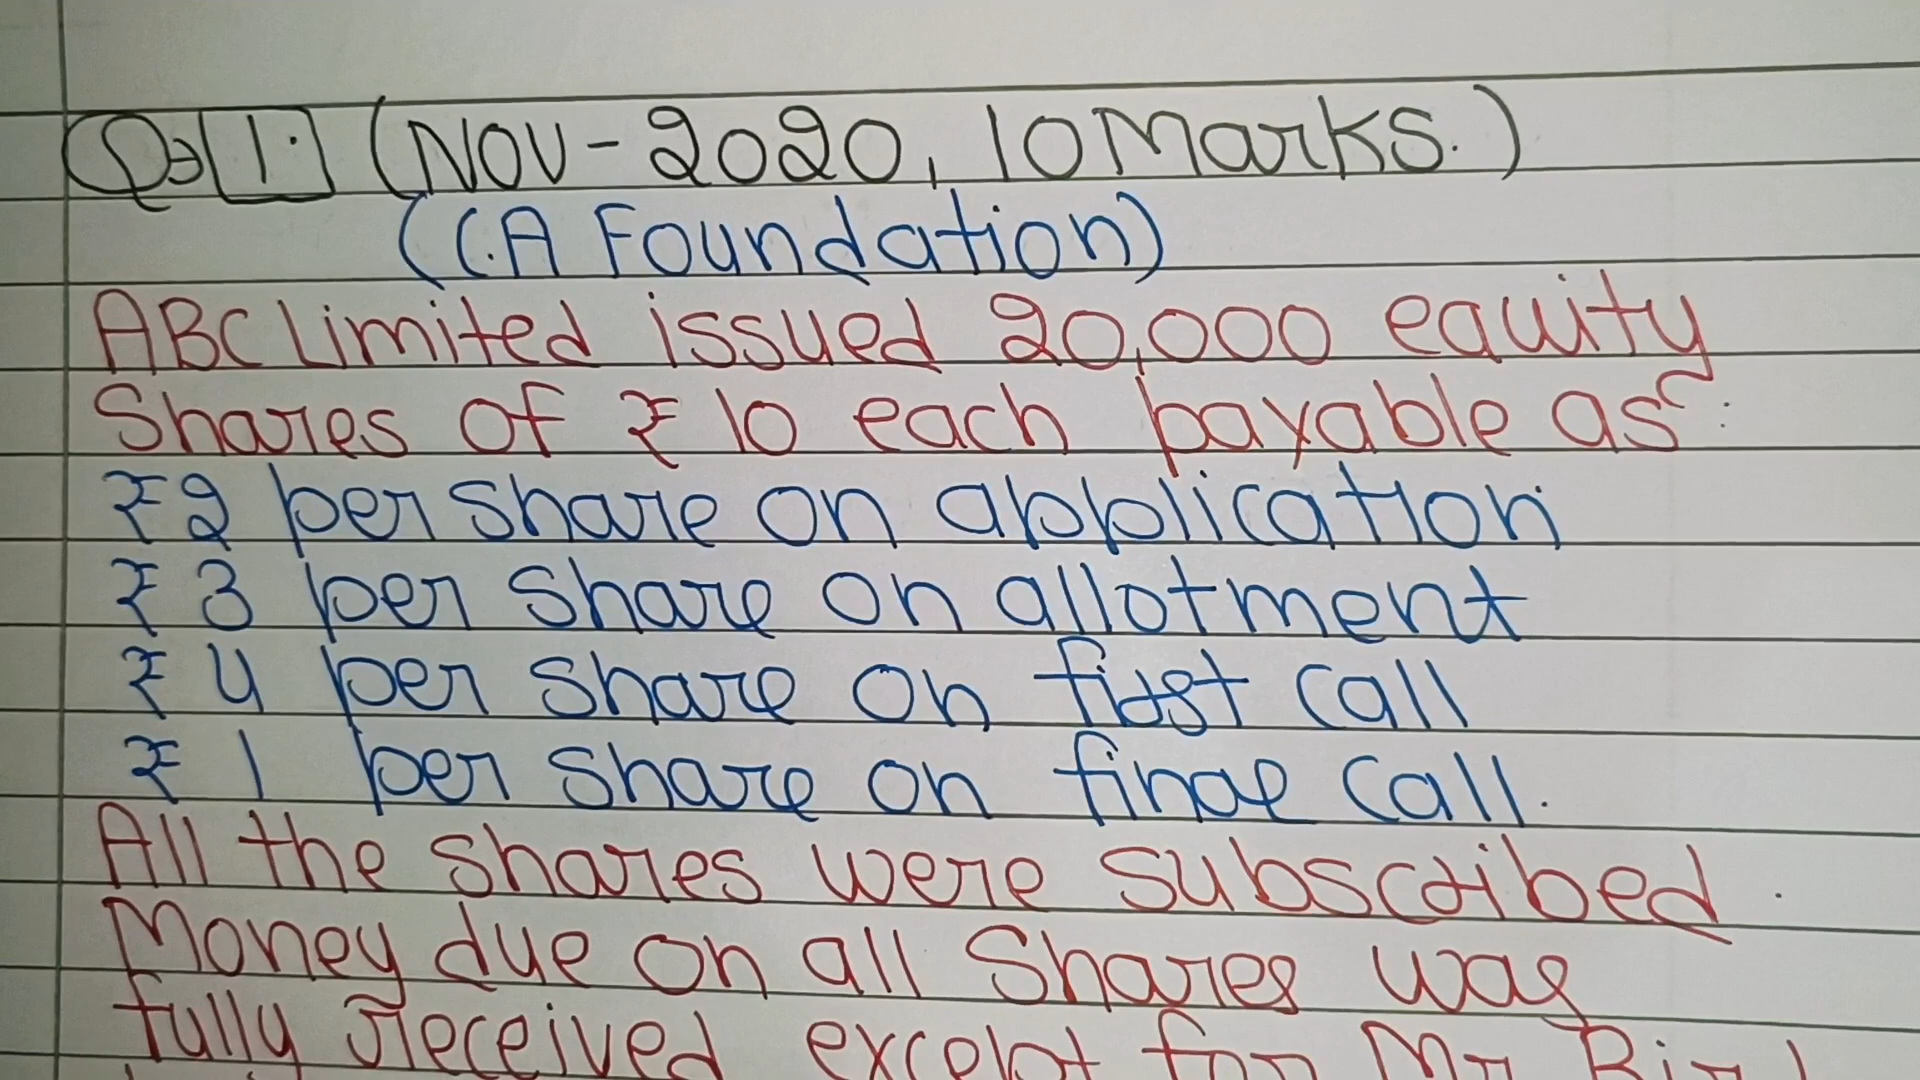 Q⇒1. (NOV-2020, 10 Marks.)
(C.A Foundation)
ABC Limited issued 20,000 equity
Shares of ₹ 10 each payable as :
₹2 per share on application
₹ 3 per share on allotment
₹ 4 per share on first call
₹ 1 per share on final call.
All the shares were subscribed.
Money due on all Shares was
fully received except for Mr